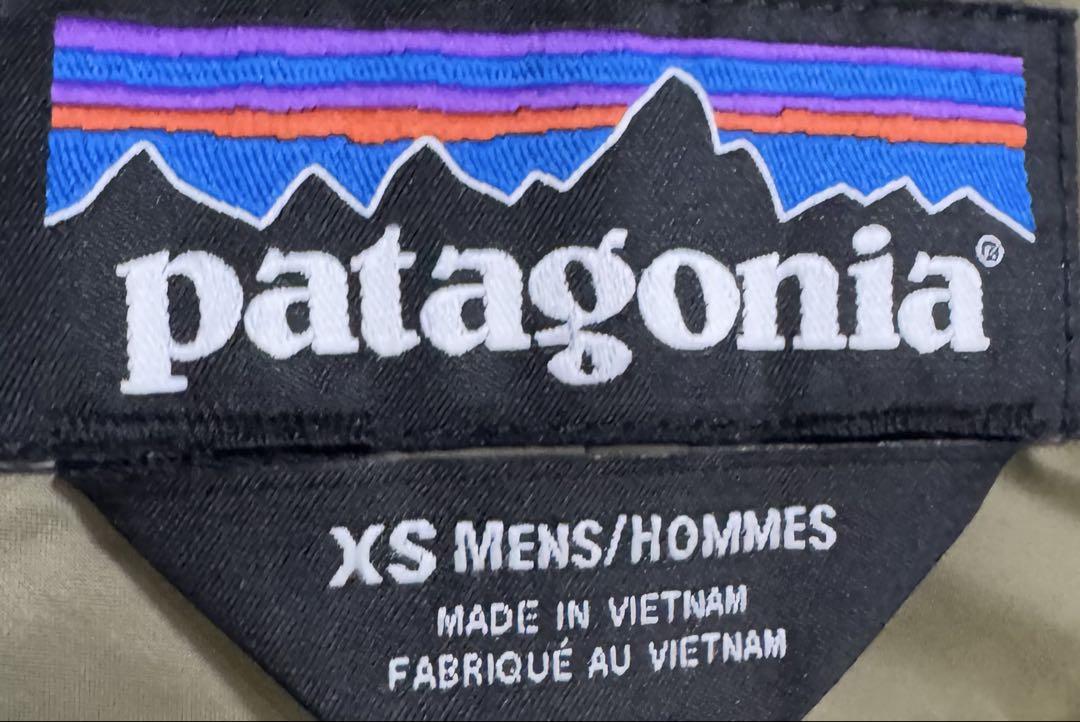 patagonia®
XS MENS/HOMMES
MADE IN VIETNAM
FABRIQUÉ AU VIETNAM